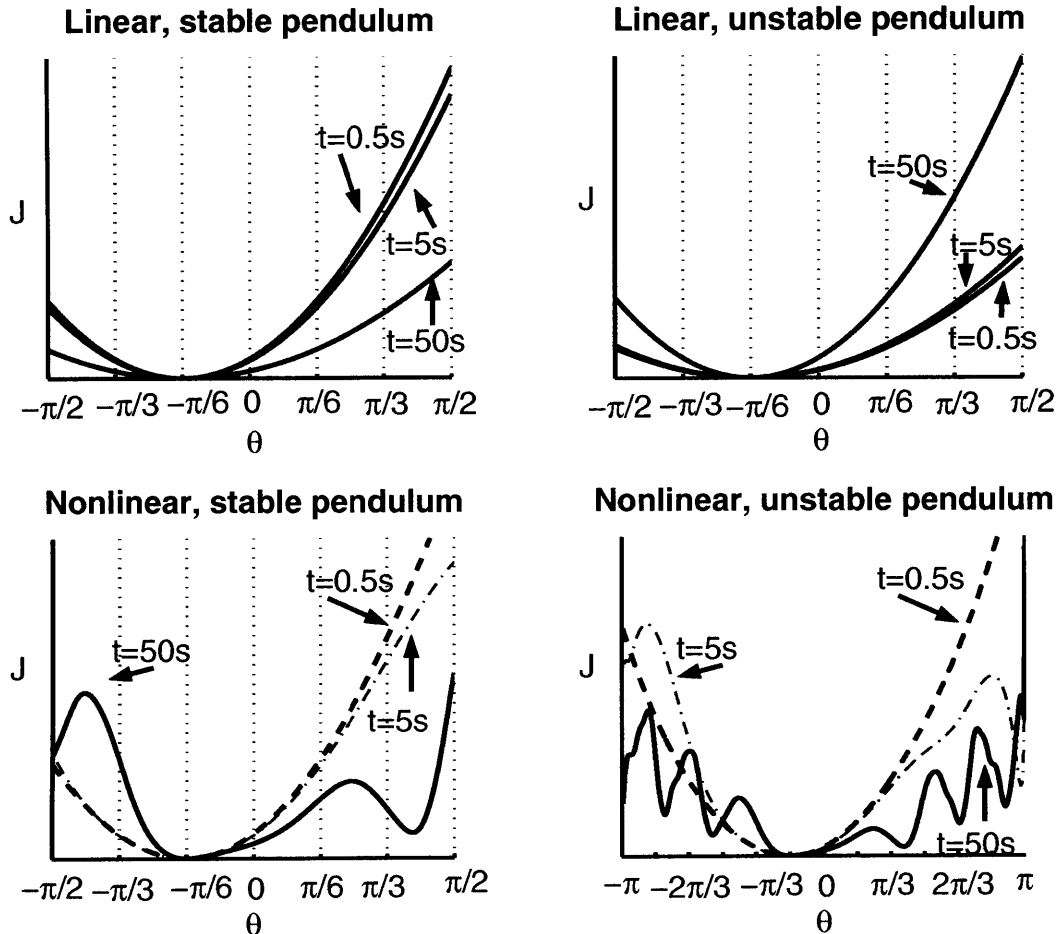 Linear, stable pendulum
J
t=0.5s
t=5s
t=50s
−π/2 −π/3 −π/6 0 π/6 π/3 π/2
θ
Linear, unstable pendulum
t=50s
t=5s
t=0.5s
−π/2 −π/3 −π/6 0 π/6 π/3 π/2
θ
Nonlinear, stable pendulum
J
t=0.5s
t=50s
t=5s
−π/2 −π/3 −π/6 0 π/6 π/3 π/2
θ
Nonlinear, unstable pendulum
J
t=0.5s
t=5s
t=50s
−π −2π/3 −π/3 0 π/3 2π/3 π
θ